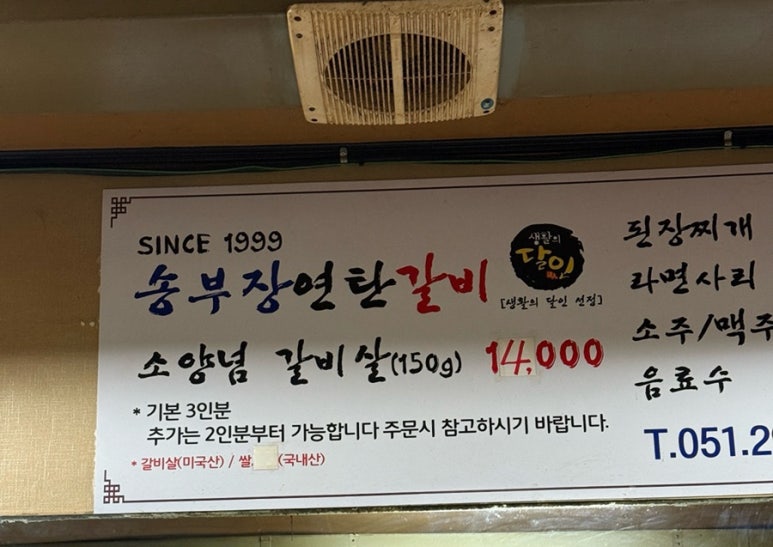 SINCE 1999
송부장연탄갈비
생활의
달인
[생활의 달인 선정]
소양념 갈비살(150g) 14,000
* 기본 3인분
추가는 2인분부터 가능합니다 주문시 참고하시기 바랍니다.
* 갈비살(미국산) / 쌀, (국내산)
된장찌개
라면사리
소주/맥주
음료수
T.051.29